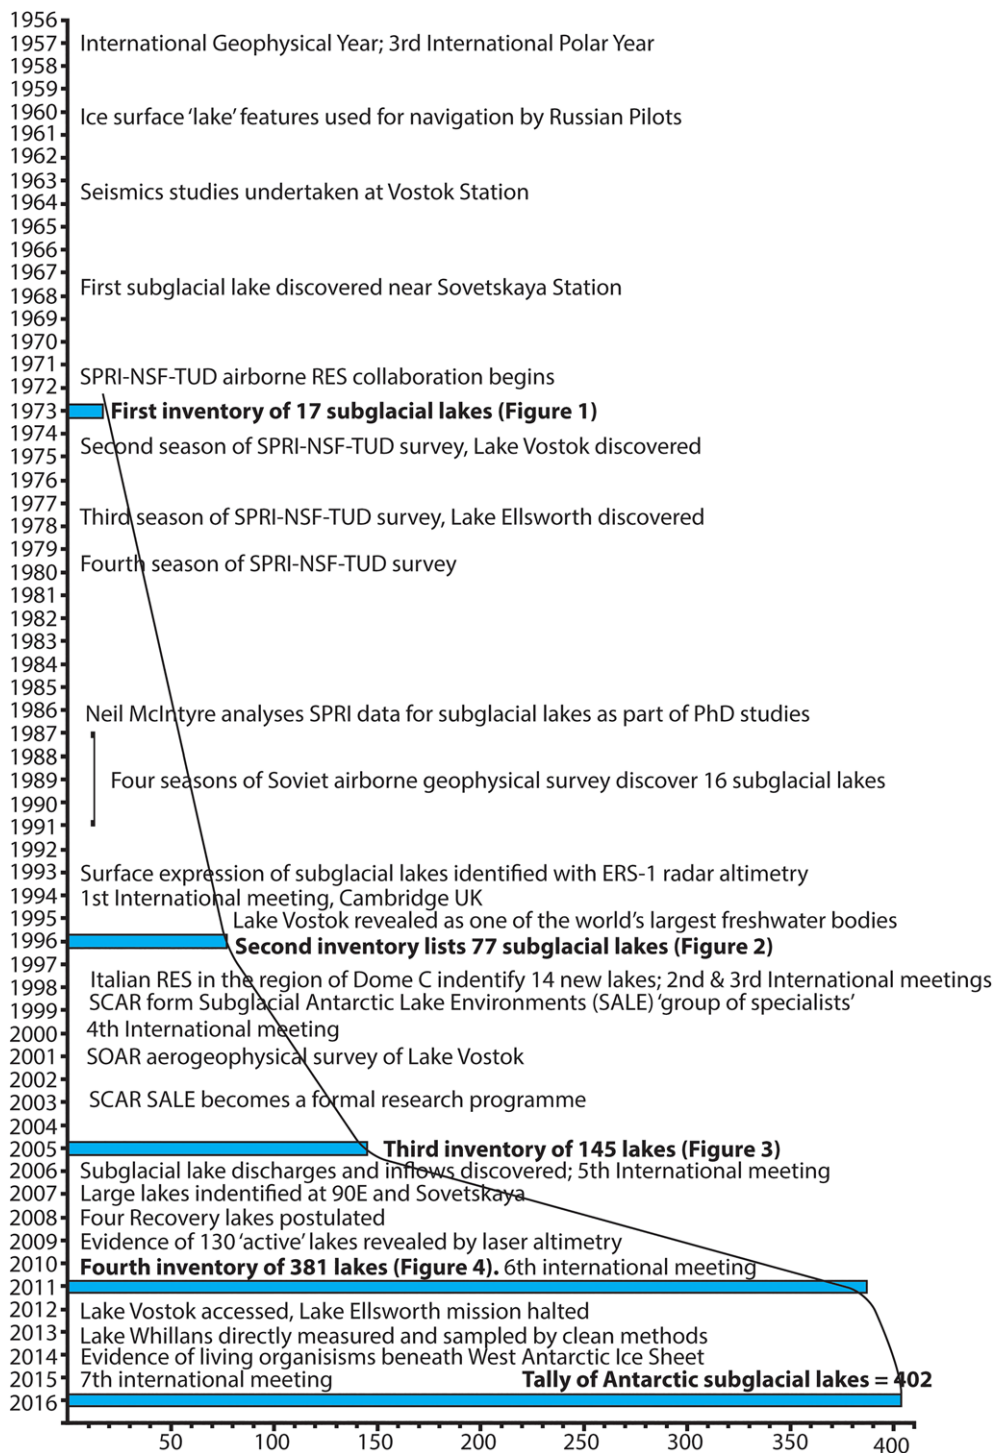 1956
1957 International Geophysical Year; 3rd International Polar Year
1958
1959
1960 Ice surface 'lake' features used for navigation by Russian Pilots
1961
1962
1963 Seismics studies undertaken at Vostok Station
1964
1965
1966
1967 First subglacial lake discovered near Sovetskaya Station
1968
1969
1970
1971 SPRI-NSF-TUD airborne RES collaboration begins
1972
1973 First inventory of 17 subglacial lakes (Figure 1)
1974 Second season of SPRI-NSF-TUD survey, Lake Vostok discovered
1975
1976
1977 Third season of SPRI-NSF-TUD survey, Lake Ellsworth discovered
1978
1979 Fourth season of SPRI-NSF-TUD survey
1980
1981
1982
1983
1984
1985
1986 Neil McIntyre analyses SPRI data for subglacial lakes as part of PhD studies
1987
1988
1989 Four seasons of Soviet airborne geophysical survey discover 16 subglacial lakes
1990
1991
1992
1993 Surface expression of subglacial lakes identified with ERS-1 radar altimetry
1994 1st International meeting, Cambridge UK
1995 Lake Vostok revealed as one of the world's largest freshwater bodies
1996 Second inventory lists 77 subglacial lakes (Figure 2)
1997
1998 Italian RES in the region of Dome C indentify 14 new lakes; 2nd & 3rd International meetings
1999 SCAR form Subglacial Antarctic Lake Environments (SALE) 'group of specialists'
2000 4th International meeting
2001 SOAR aerogeophysical survey of Lake Vostok
2002
2003 SCAR SALE becomes a formal research programme
2004
2005 Third inventory of 145 lakes (Figure 3)
2006 Subglacial lake discharges and inflows discovered; 5th International meeting
2007 Large lakes indentified at 90E and Sovetskaya
2008 Four Recovery lakes postulated
2009 Evidence of 130 'active' lakes revealed by laser altimetry
2010 Fourth inventory of 381 lakes (Figure 4). 6th international meeting
2011
2012 Lake Vostok accessed, Lake Ellsworth mission halted
2013 Lake Whillans directly measured and sampled by clean methods
2014 Evidence of living organisisms beneath West Antarctic Ice Sheet
2015 7th international meeting Tally of Antarctic subglacial lakes = 402
2016
50 100 150 200 250 300 350 400